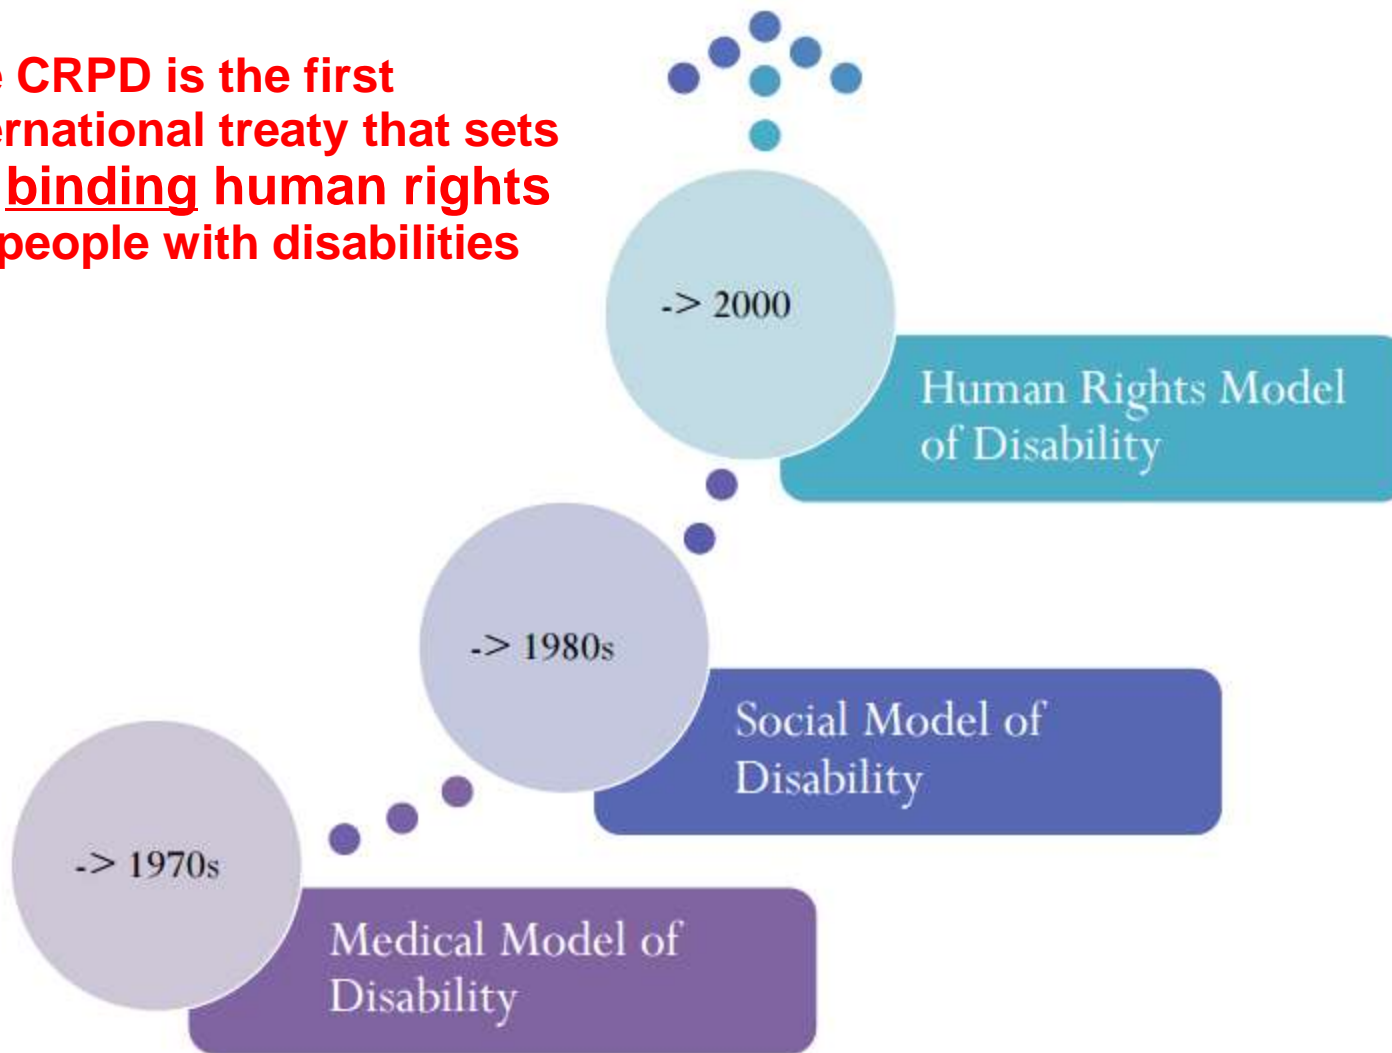 e CRPD is the first
ernational treaty that sets
binding human rights
people with disabilities
-> 2000
Human Rights Model
of Disability
-> 1980s
Social Model of
Disability
-> 1970s
Medical Model of
Disability